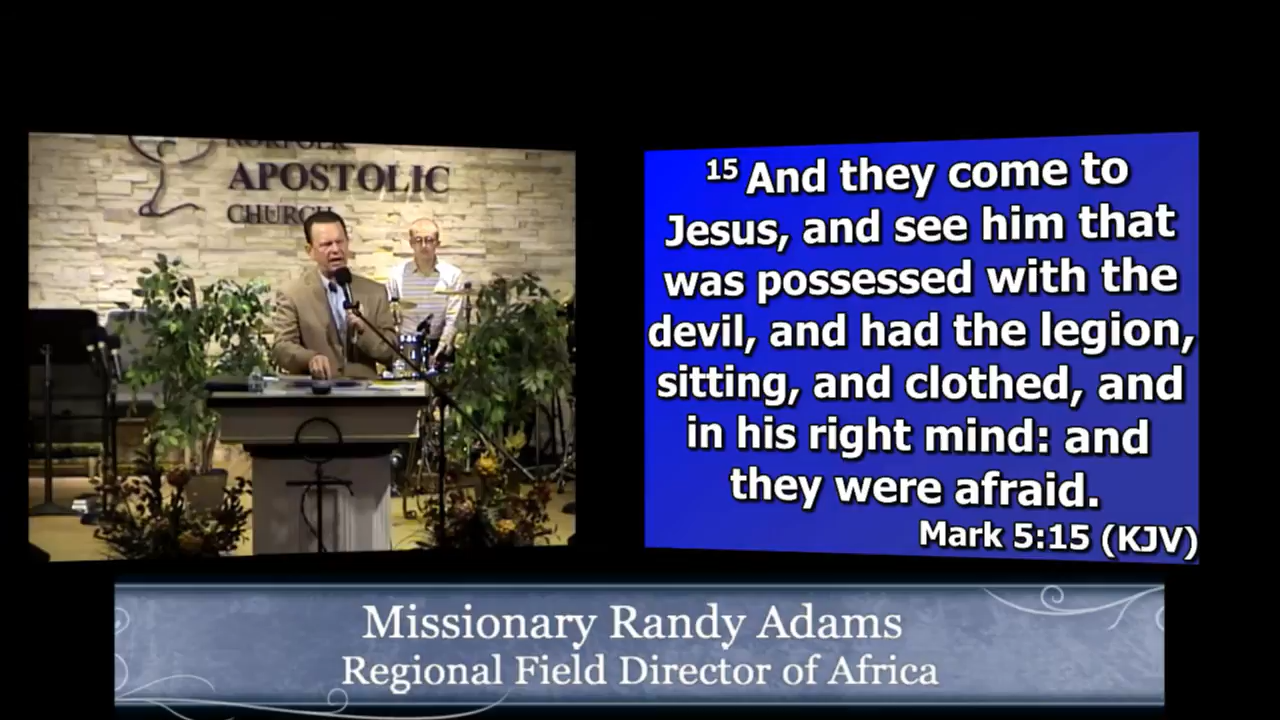 NORFOLK
APOSTOLIC
CHURCH
15 And they come to
Jesus, and see him that
was possessed with the
devil, and had the legion,
sitting, and clothed, and
in his right mind: and
they were afraid.
Mark 5:15 (KJV)
Missionary Randy Adams
Regional Field Director of Africa